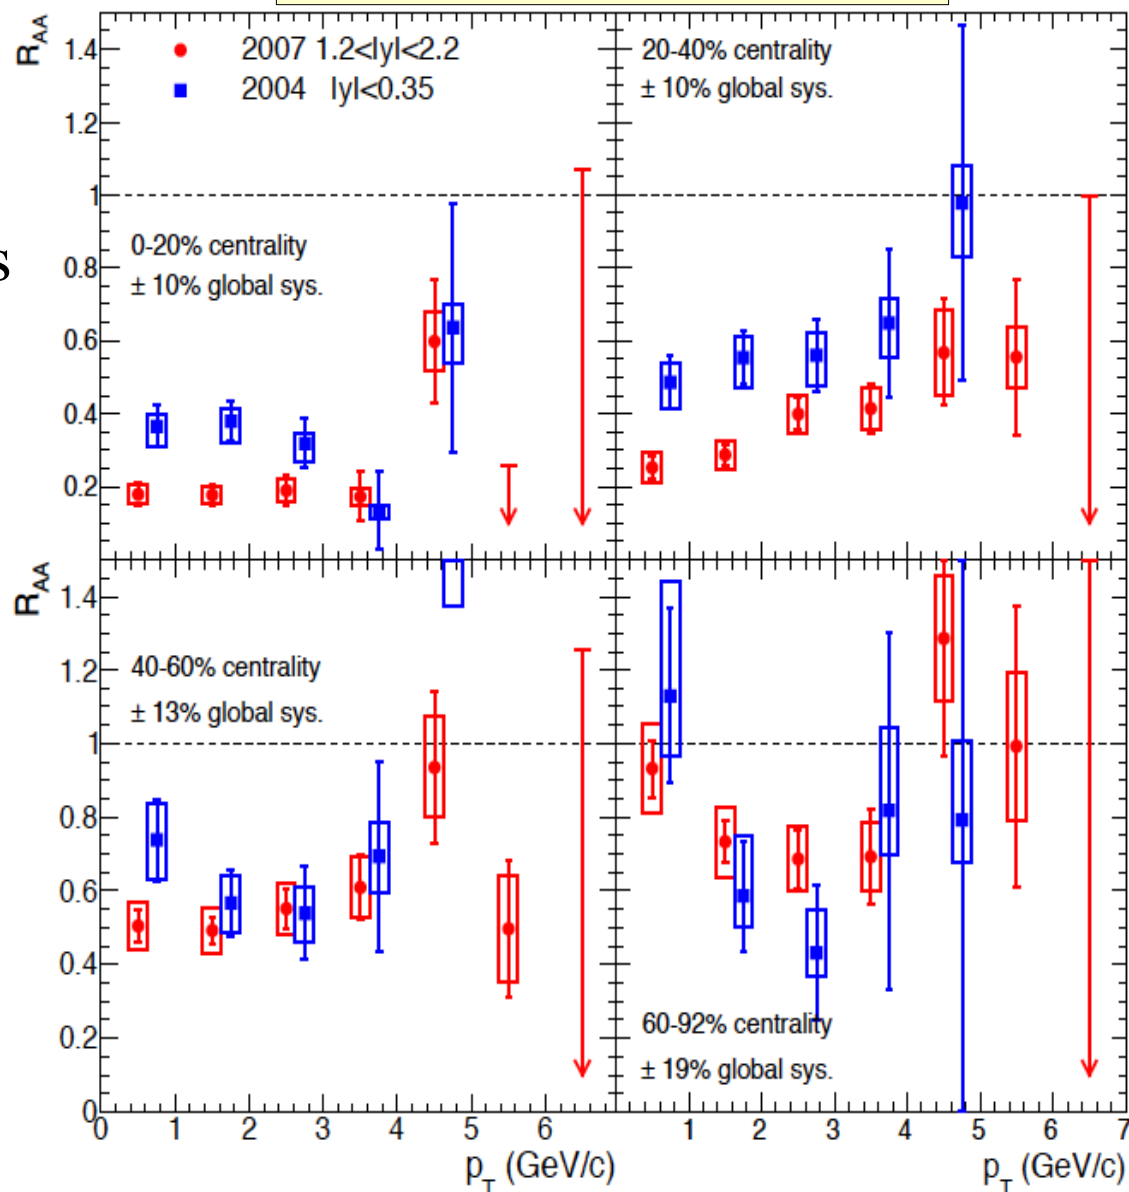 R_AA
1.4
1.2
1
0.8
0.6
0.4
0.2
2007 1.2<|y|<2.2
2004 |y|<0.35
0-20% centrality
± 10% global sys.
20-40% centrality
± 10% global sys.
s
R_AA
1.4
1.2
1
0.8
0.6
0.4
0.2
0
40-60% centrality
± 13% global sys.
60-92% centrality
± 19% global sys.
0 1 2 3 4 5 6
1 2 3 4 5 6 7
p_T (GeV/c)
p_T (GeV/c)